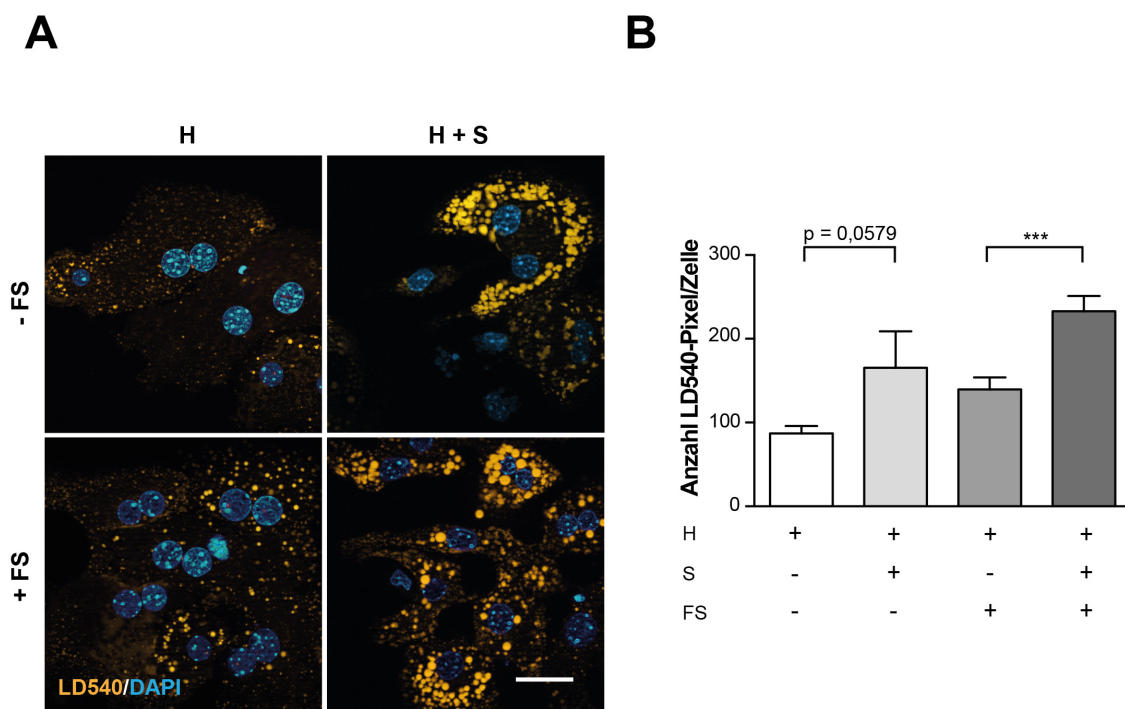 A
B
H
H + S
- FS
+ FS
LD540/DAPI
p = 0,0579
***
Anzahl LD540-Pixel/Zelle
300
200
100
0
H + + + +
S - + - +
FS - - + +